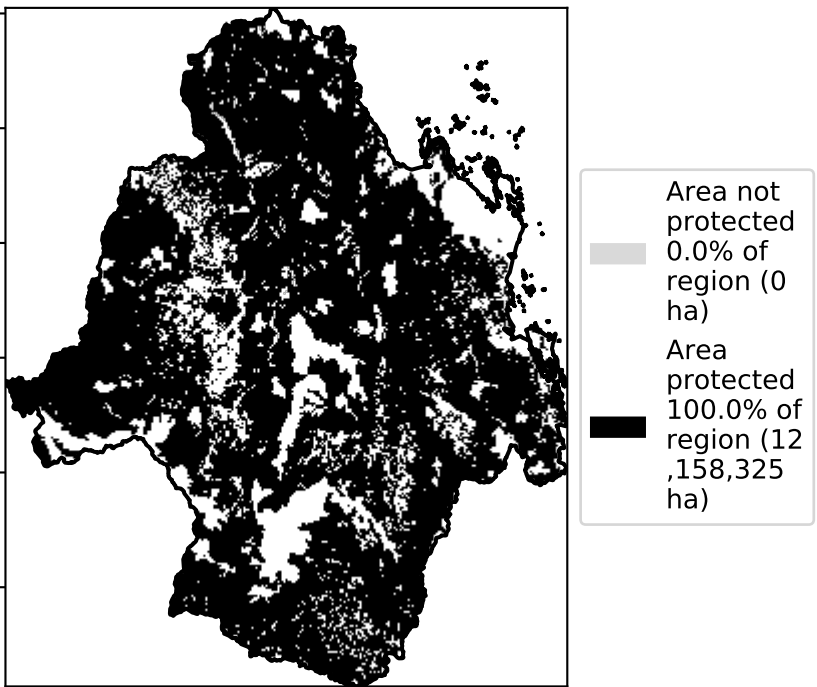 Area not
protected
0.0% of
region (0
ha)
Area
protected
100.0% of
region (12
,158,325
ha)